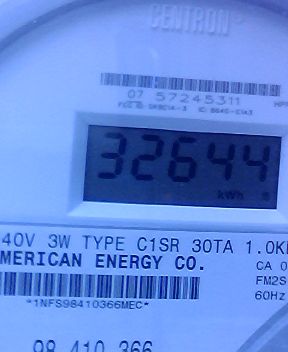 CENTRON®
07 57245311
32644
kWh
40V 3W TYPE C1SR 30TA 1.0K
MERICAN ENERGY CO.
CA 0
FM2S
60Hz
*1NFS98410366MEC*
98 410 366